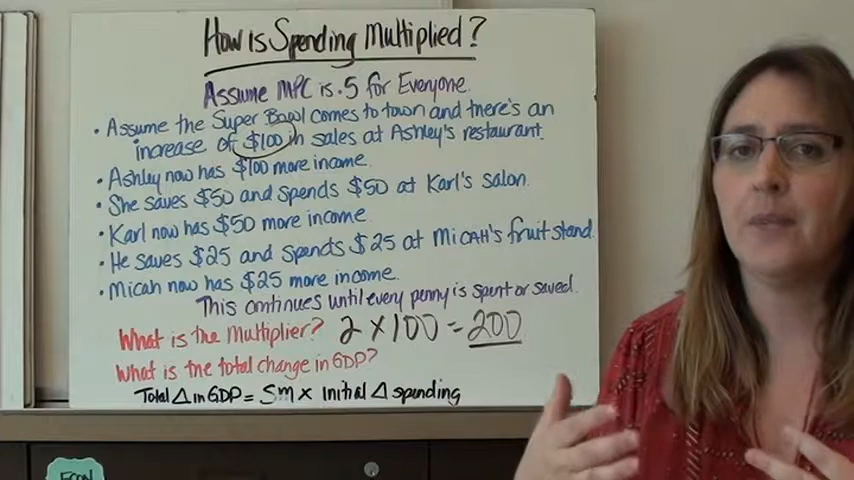 How is Spending Multiplied?
Assume MPC is .5 for Everyone.
• Assume the Super Bowl comes to town and there's an
increase of $100 in sales at Ashley's restaurant.
• Ashley now has $100 more income.
• She saves $50 and spends $50 at Karl's salon.
• Karl now has $50 more income.
• He saves $25 and spends $25 at Micah's fruit stand.
• Micah now has $25 more income.
This continues until every penny is spent or saved.
What is the Multiplier? 2 x 100 = 200
What is the total change in GDP?
Total Δ in GDP = SM x initial Δ spending
ECON